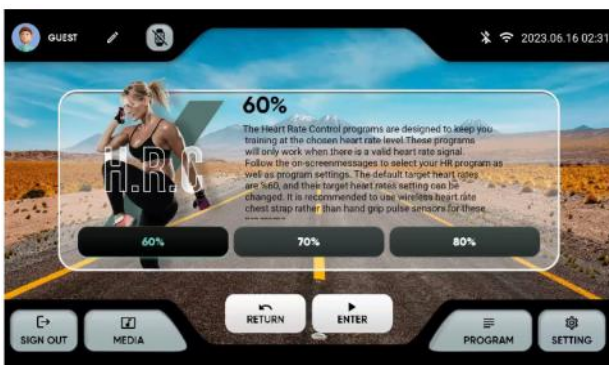 GUEST
2023.06.16 02:31
60%
The Heart Rate Control programs are designed to keep you
training at the chosen heart rate level These programs
will only work when there is a valid heart rate signal.
Follow the on-screenmessages to select your HR program as
well as program settings. The default target heart rates
are %60, and their target heart rates setting can be
changed. It is recommended to use wireless heart rate
chest strap rather than hand grip pulse sensors for these
H.R.C
60%
70%
80%
RETURN
ENTER
SIGN OUT
MEDIA
PROGRAM
SETTING